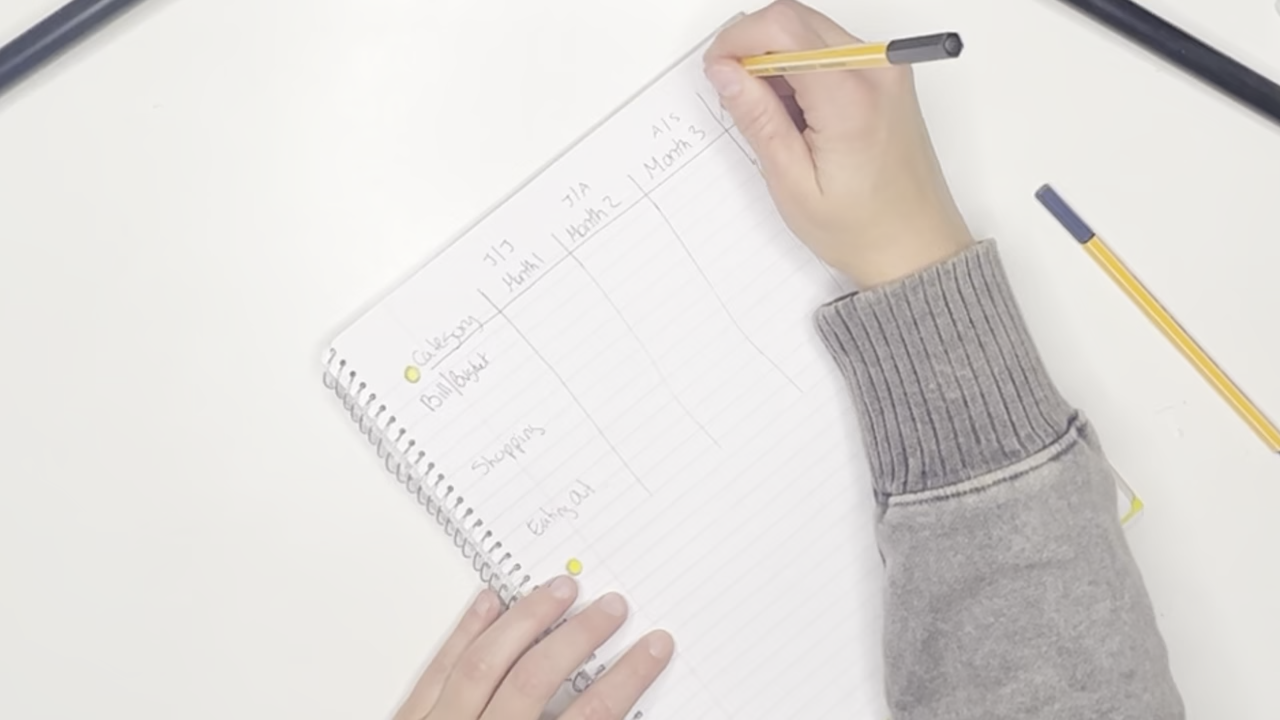 J/J J/A A/S
Category Month 1 Month 2 Month 3
Bill/Budget
Shopping
Eating Out